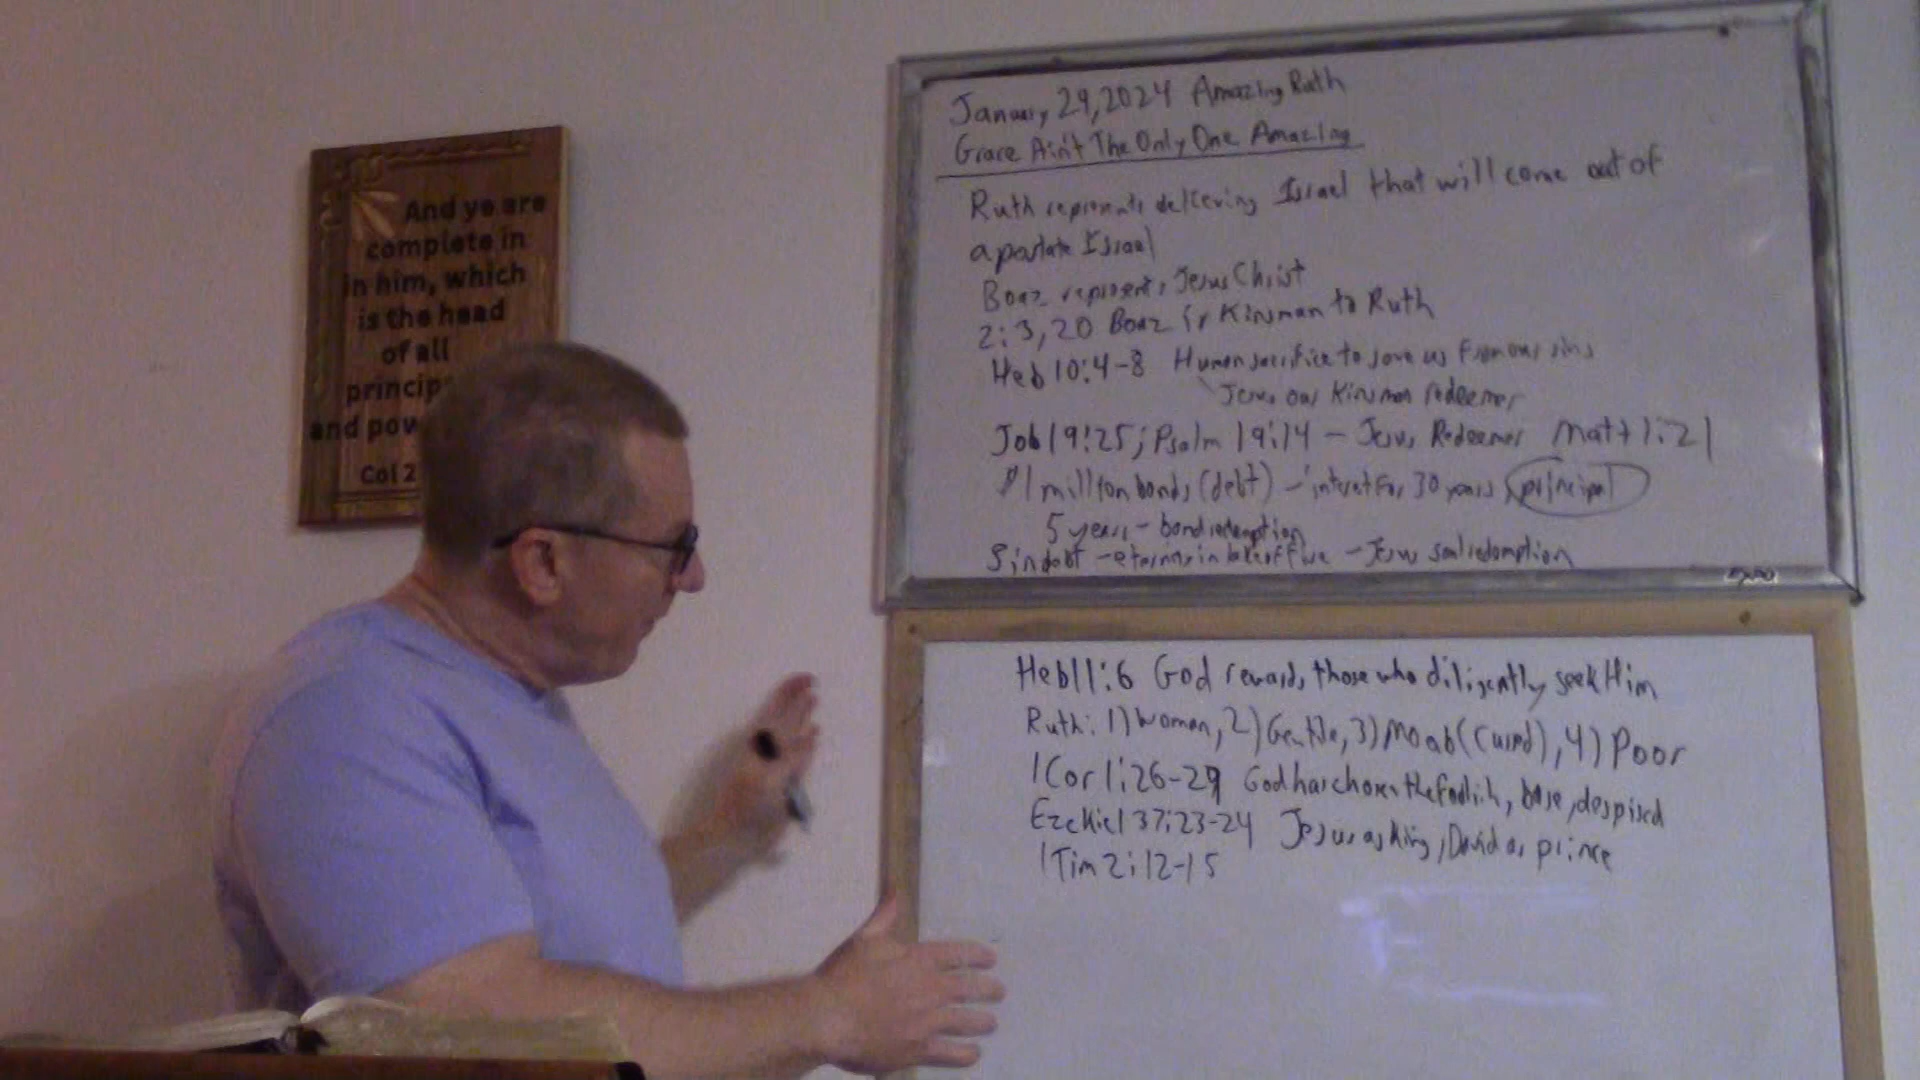 And ye are
complete in
in him, which
is the head
of all
princip
and pow
Col 2
January 29, 2024 Amazing Ruth
Grace Ain't The Only One Amazing
Ruth represents believing Israel that will come out of
apostate Israel
Boaz represents Jesus Christ
2:3,20 Boaz is Kinsman to Ruth
Heb 10:4-8 Human sacrifice to save us from our sins
Jesus our Kinsman redeemer
Job 19:25; Psalm 19:14 - Jesus Redeemer Matt 1:21
$1 million bonds (debt) - interest for 30 years, principal
5 years - bond redemption
Sin debt - eternity in lake of fire - Jesus soul redemption
Heb 11:6 God rewards those who diligently seek Him
Ruth: 1) Woman, 2) Gentile, 3) Moab (cursed), 4) Poor
1 Cor 1:26-29 God has chosen the foolish, base, despised
Ezekiel 37:23-24 Jesus as King, David as prince
1 Tim 2:12-15